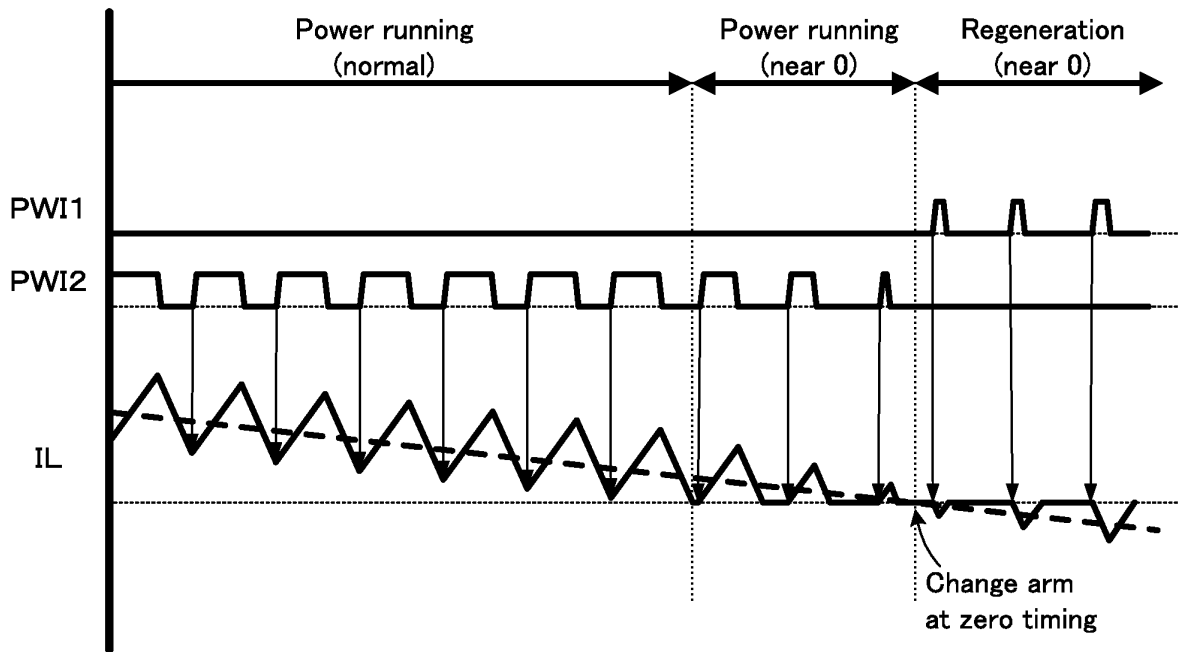 Power running
(normal)
Power running
(near 0)
Regeneration
(near 0)
PWI1
PWI2
IL
Change arm
at zero timing